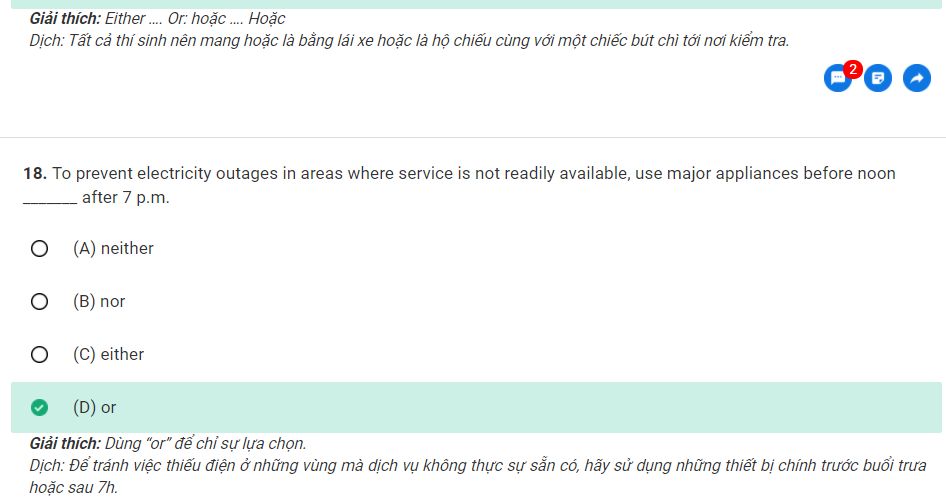 Giải thích: Either .... Or: hoặc .... Hoặc
Dịch: Tất cả thí sinh nên mang hoặc là bằng lái xe hoặc là hộ chiếu cùng với một chiếc bút chì tới nơi kiểm tra.
2
18. To prevent electricity outages in areas where service is not readily available, use major appliances before noon
_______ after 7 p.m.
(A) neither
(B) nor
(C) either
(D) or
Giải thích: Dùng “or” để chỉ sự lựa chọn.
Dịch: Để tránh việc thiếu điện ở những vùng mà dịch vụ không thực sự sẵn có, hãy sử dụng những thiết bị chính trước buổi trưa
hoặc sau 7h.